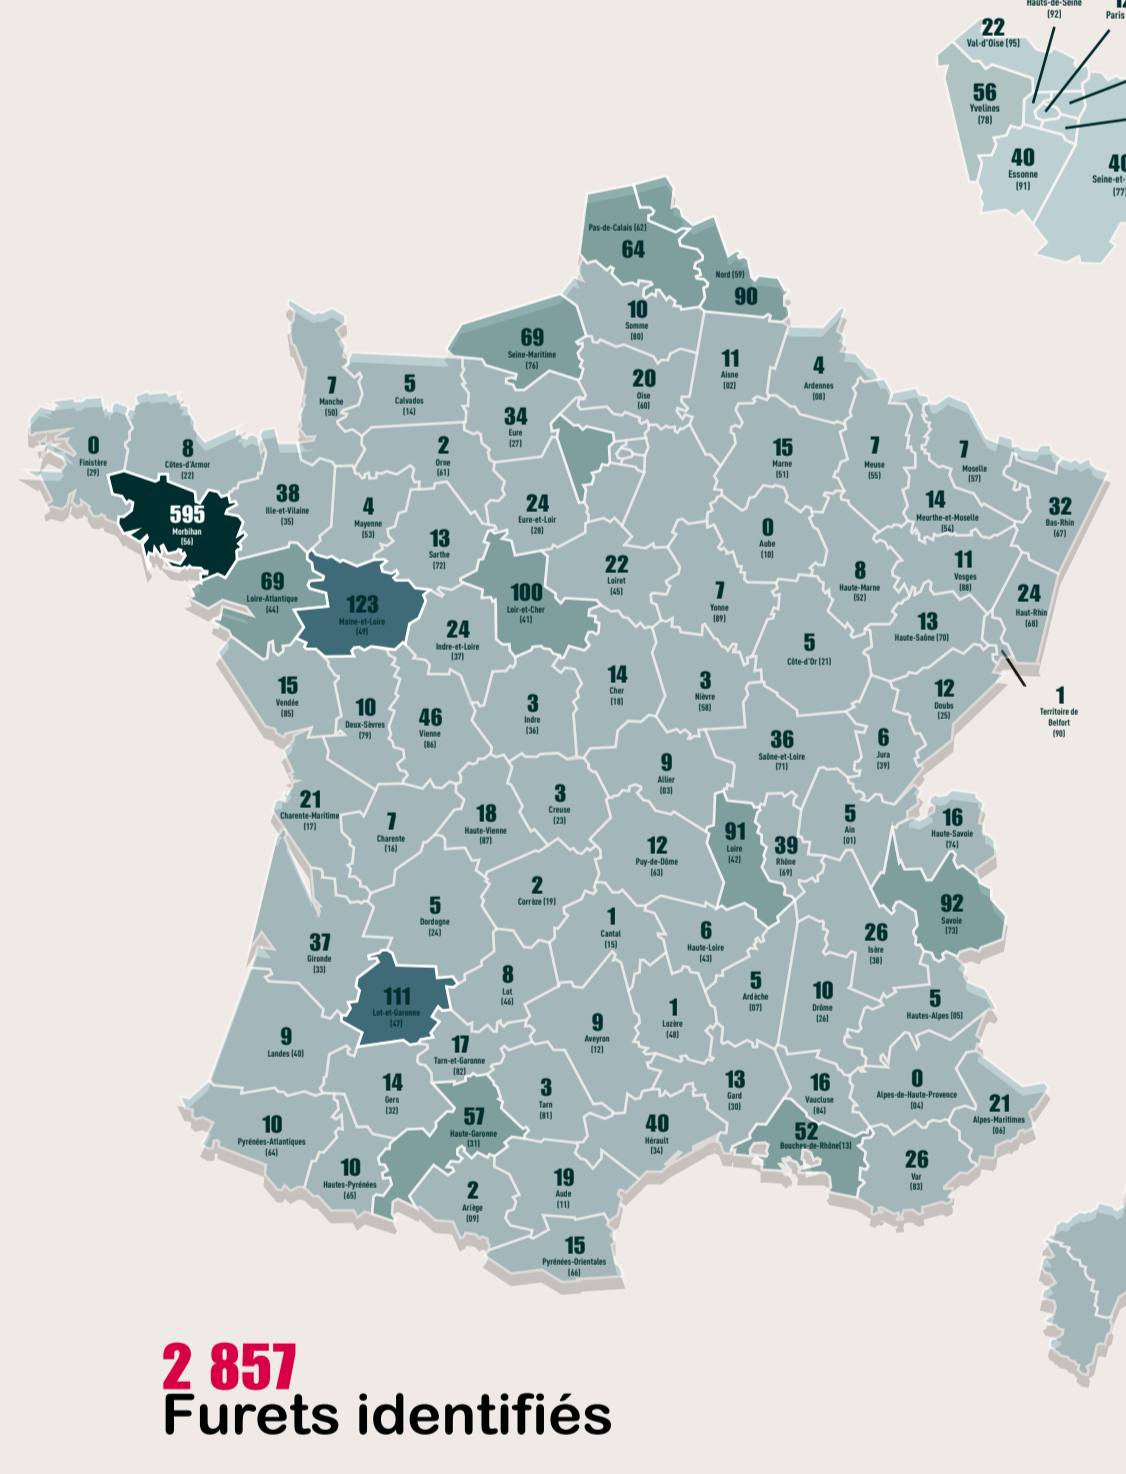 Hauts-de-Seine
(92)
Paris
22
Val-d'Oise (95)
56
Yvelines
(78)
40
Essonne
(91)
Seine-et-
(77)
Pas-de-Calais (62)
64
Nord (59)
90
10
Somme
(80)
69
Seine-Maritime
(76)
11
Aisne
(02)
4
Ardennes
(08)
20
Oise
(60)
7
Manche
(50)
5
Calvados
(14)
34
Eure
(27)
0
Finistère
(29)
8
Côtes-d'Armor
(22)
2
Orne
(61)
15
Marne
(51)
7
Meuse
(55)
7
Moselle
(57)
14
Meurthe-et-Moselle
(54)
32
Bas-Rhin
(67)
595
Morbihan
(56)
38
Ille-et-Vilaine
(35)
4
Mayenne
(53)
13
Sarthe
(72)
24
Eure-et-Loir
(28)
0
Aube
(10)
8
Haute-Marne
(52)
11
Vosges
(88)
24
Haut-Rhin
(68)
69
Loire-Atlantique
(44)
123
Maine-et-Loire
(49)
100
Loir-et-Cher
(41)
22
Loiret
(45)
7
Yonne
(89)
13
Haute-Saône (70)
24
Indre-et-Loire
(37)
5
Côte-d'Or (21)
15
Vendée
(85)
10
Deux-Sèvres
(79)
46
Vienne
(86)
3
Indre
(36)
14
Cher
(18)
3
Nièvre
(58)
12
Doubs
(25)
1
Territoire de
Belfort
(90)
36
Saône-et-Loire
(71)
6
Jura
(39)
9
Allier
(03)
21
Charente-Maritime
(17)
7
Charente
(16)
18
Haute-Vienne
(87)
3
Creuse
(23)
12
Puy-de-Dôme
(63)
91
Loire
(42)
39
Rhône
(69)
5
Ain
(01)
16
Haute-Savoie
(74)
5
Dordogne
(24)
2
Corrèze (19)
92
Savoie
(73)
37
Gironde
(33)
1
Cantal
(15)
6
Haute-Loire
(43)
26
Isère
(38)
111
Lot-et-Garonne
(47)
8
Lot
(46)
9
Aveyron
(12)
1
Lozère
(48)
5
Ardèche
(07)
10
Drôme
(26)
5
Hautes-Alpes (05)
9
Landes (40)
17
Tarn-et-Garonne
(82)
14
Gers
(32)
3
Tarn
(81)
13
Gard
(30)
16
Vaucluse
(84)
0
Alpes-de-Haute-Provence
(04)
21
Alpes-Maritimes
(06)
10
Pyrénées-Atlantiques
(64)
57
Haute-Garonne
(31)
40
Hérault
(34)
52
Bouches-de-Rhône(13)
10
Hautes-Pyrénées
(65)
2
Ariège
(09)
19
Aude
(11)
26
Var
(83)
15
Pyrénées-Orientales
(66)
2 857
Furets identifiés